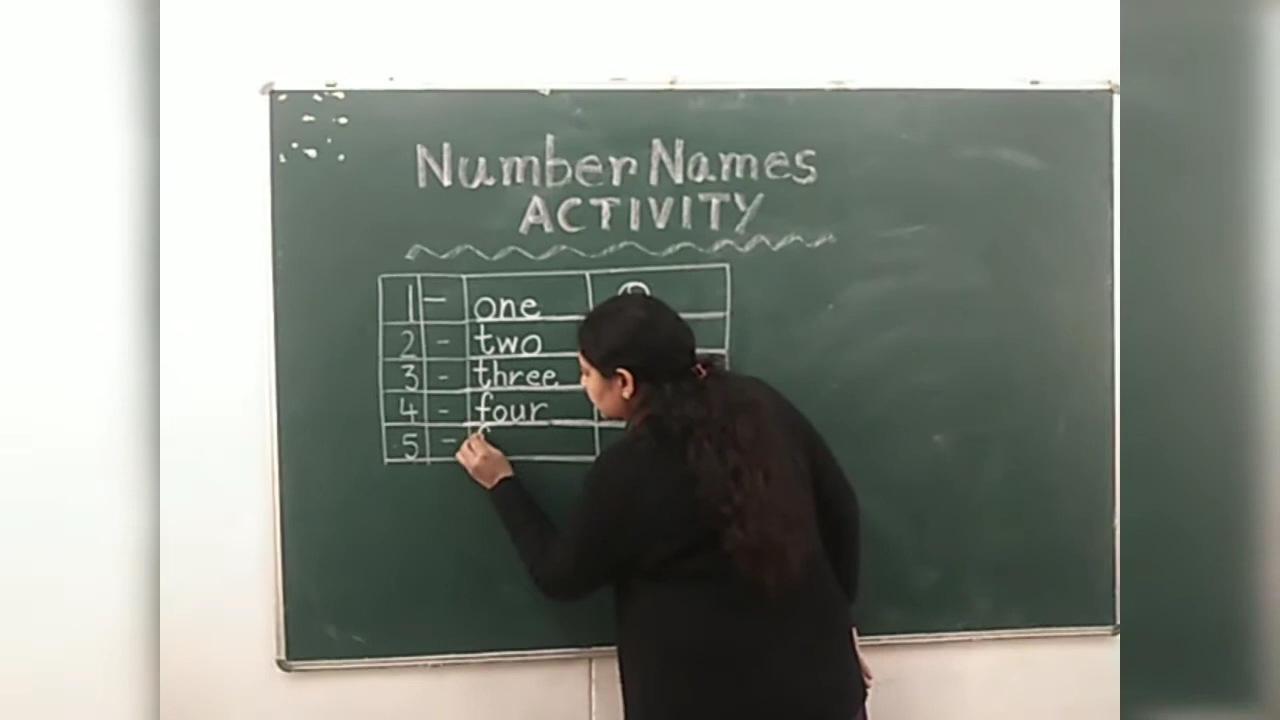 Number Names
ACTIVITY
1 - one
2 - two
3 - three
4 - four
5 -